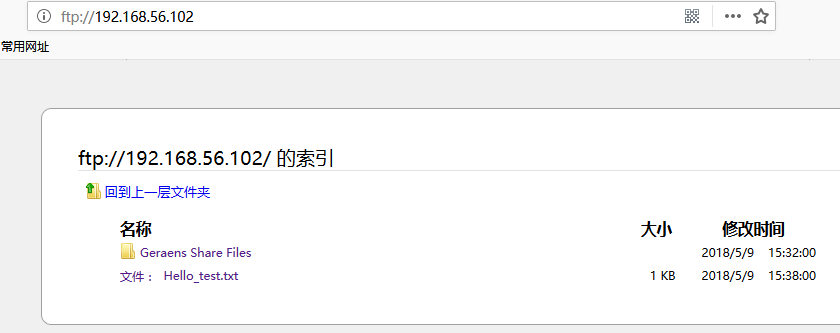 ftp://192.168.56.102
常用网址
ftp://192.168.56.102/ 的索引
回到上一层文件夹
名称 大小 修改时间
Geraens Share Files 2018/5/9 15:32:00
文件： Hello_test.txt 1 KB 2018/5/9 15:38:00